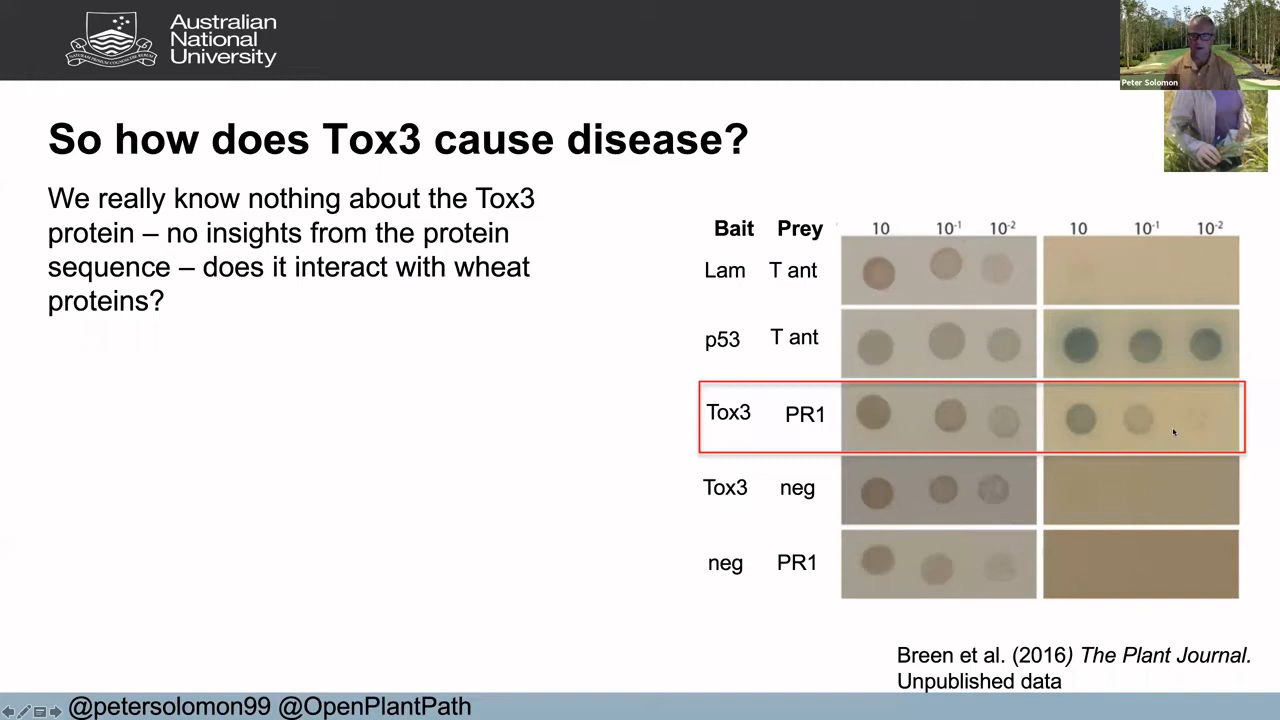 Australian
National
University
Peter Solomon
So how does Tox3 cause disease?
We really know nothing about the Tox3
protein – no insights from the protein
sequence – does it interact with wheat
proteins?
Bait Prey 10 10-1 10-2 10 10-1 10-2
Lam T ant
p53 T ant
Tox3 PR1
Tox3 neg
neg PR1
Breen et al. (2016) The Plant Journal.
Unpublished data
@petersolomon99 @OpenPlantPath